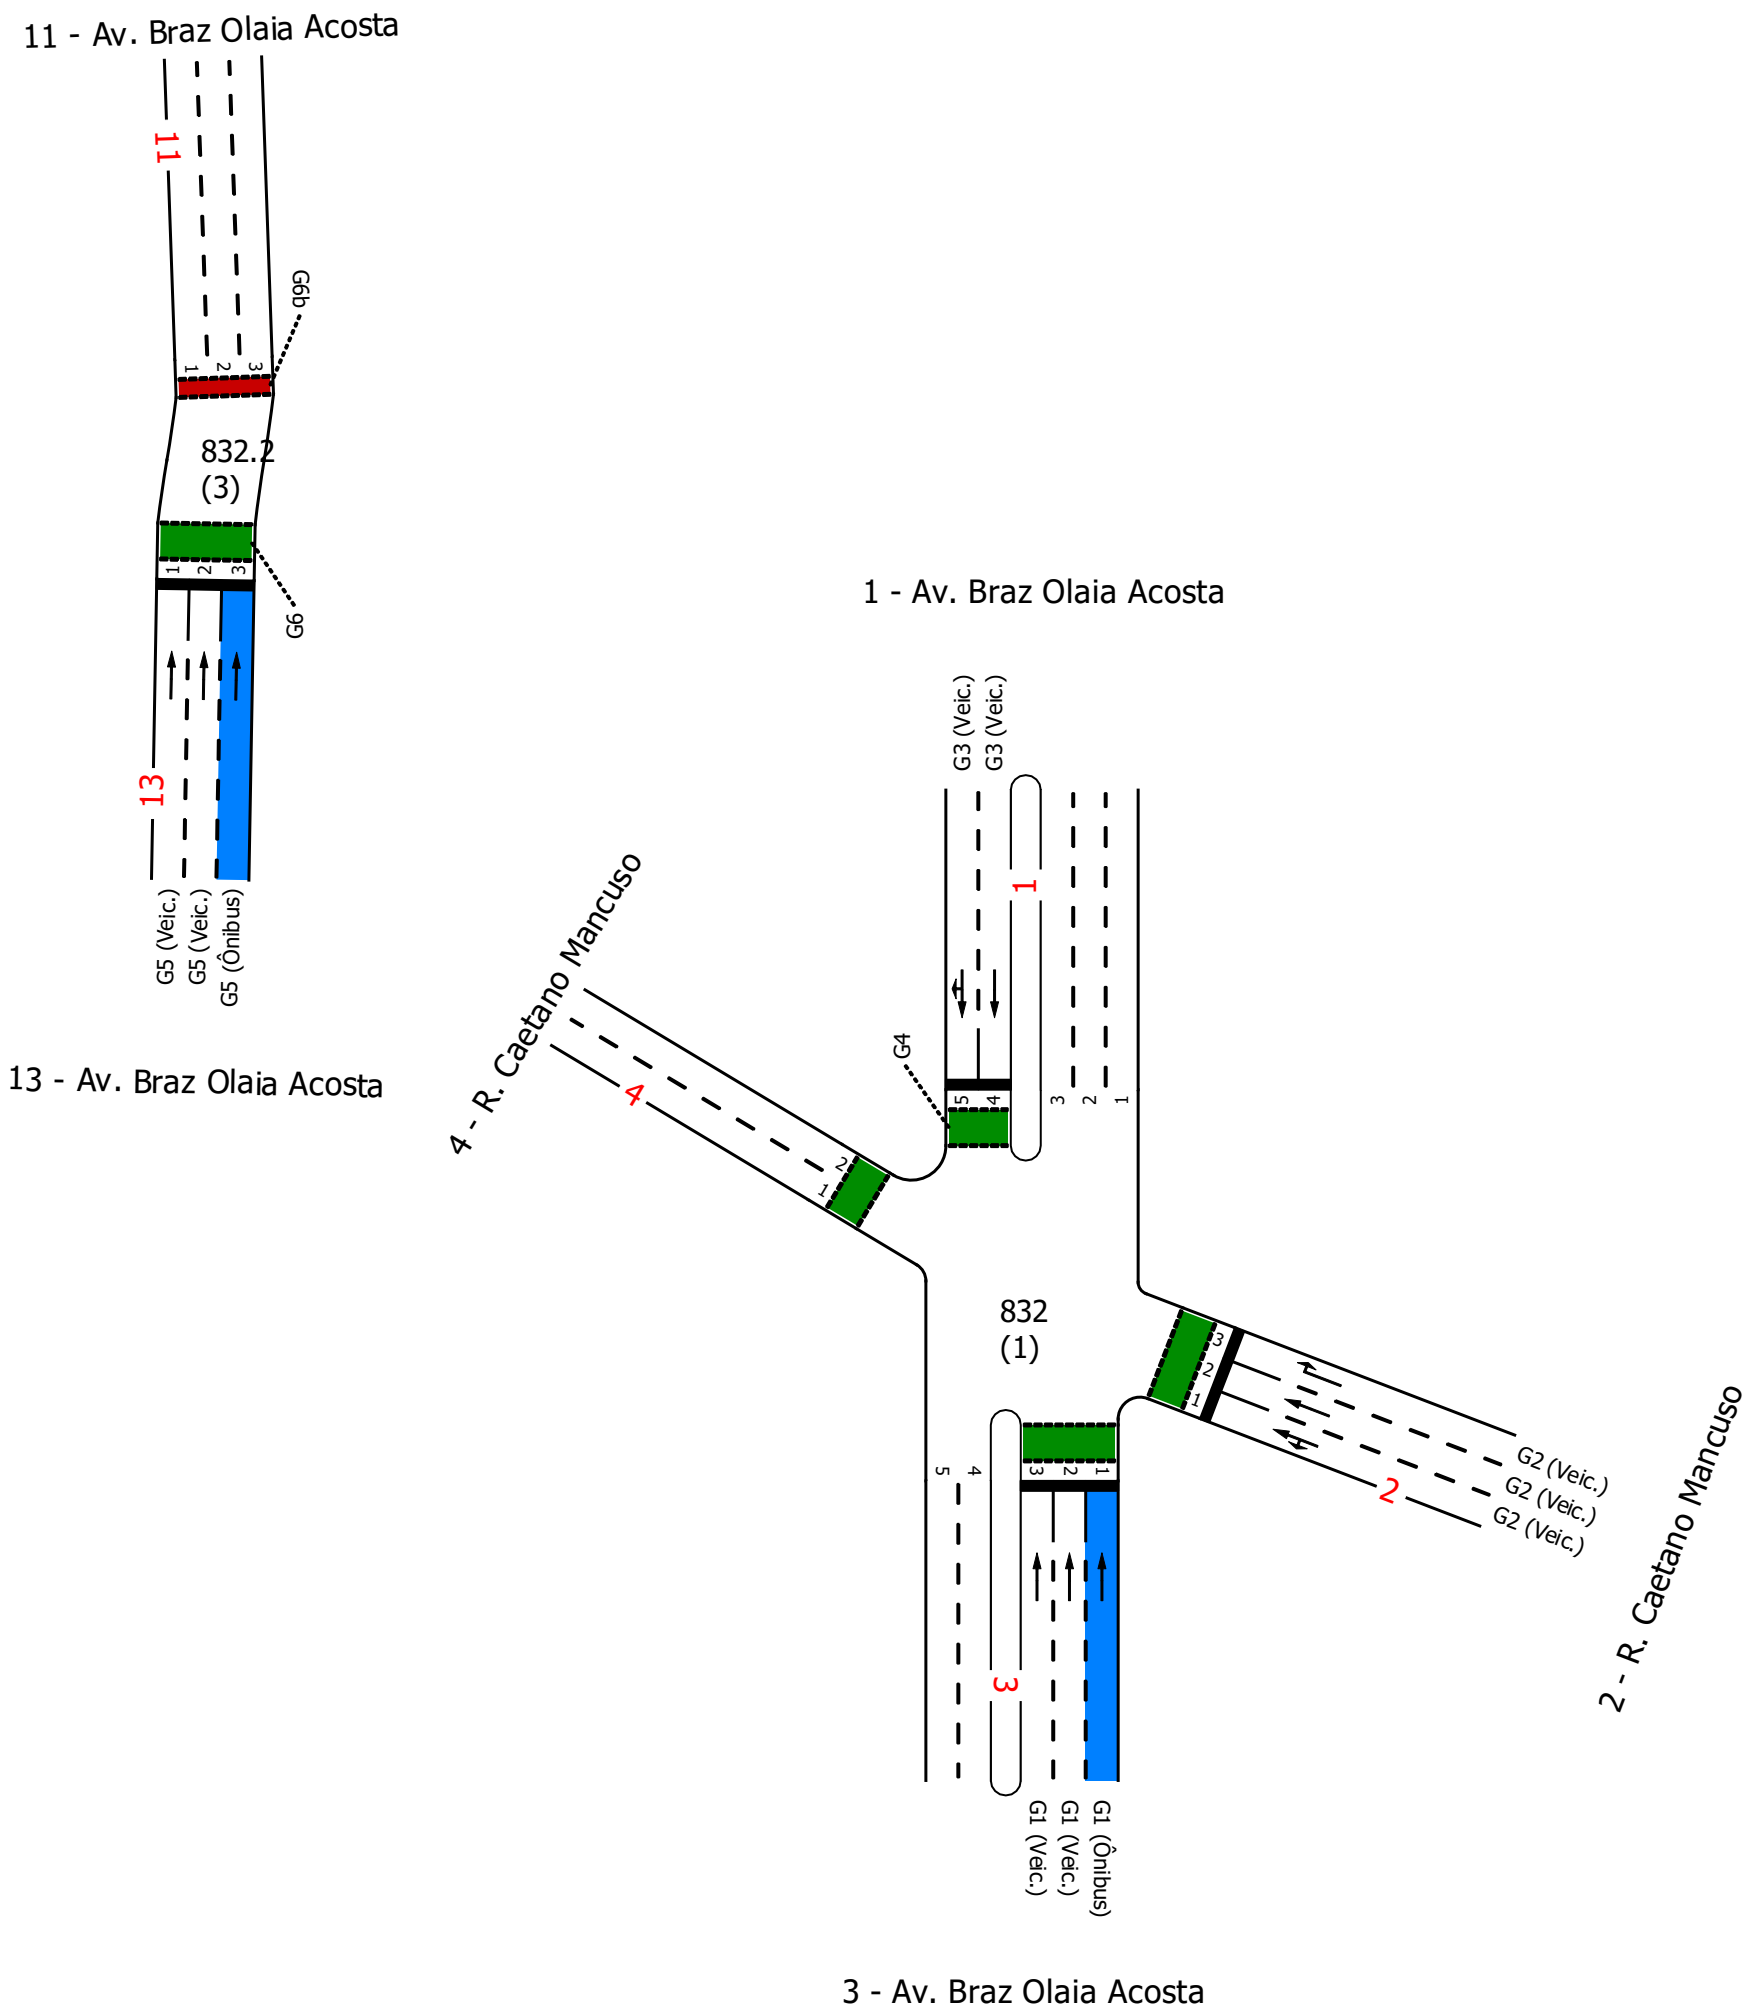 11 - Av. Braz Olaia Acosta
11
G6b
1 2 3
832.2
(3)
1 2 3
G6
13
G5 (Veic.)
G5 (Veic.)
G5 (Ônibus)
13 - Av. Braz Olaia Acosta
1 - Av. Braz Olaia Acosta
G3 (Veic.)
G3 (Veic.)
1
4 - R. Caetano Mancuso
4
G4
5 4 3 2 1
2
1
832
(1)
3
2
1
2
G2 (Veic.)
G2 (Veic.)
G2 (Veic.)
2 - R. Caetano Mancuso
5 4 3 2 1
3
G1 (Veic.)
G1 (Veic.)
G1 (Ônibus)
3 - Av. Braz Olaia Acosta